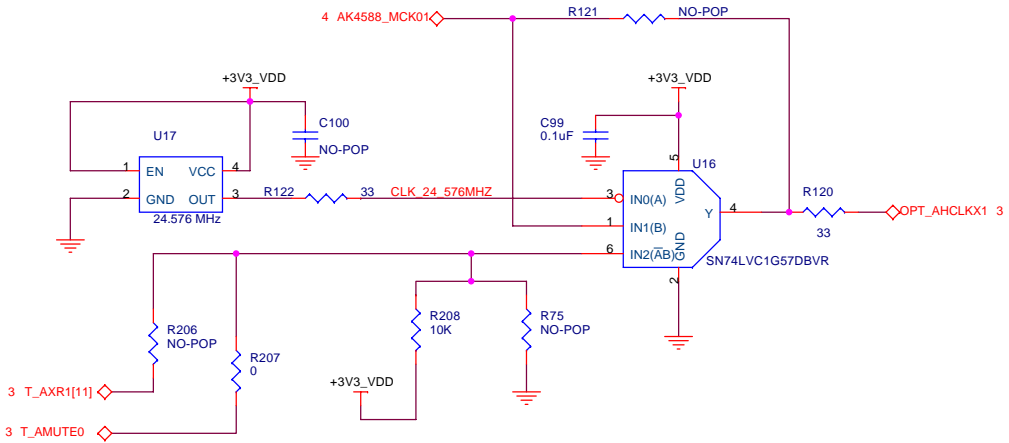 4 AK4588_MCK01
R121
NO-POP
+3V3_VDD
+3V3_VDD
C100
NO-POP
C99
0.1uF
U17
U16
1
EN
VCC
4
2
GND
OUT
3
24.576 MHz
R122
33
CLK_24_576MHZ
5
VDD
3
IN0(A)
1
IN1(B)
6
IN2(A̅B̅)
GND
2
Y
4
R120
33
OPT_AHCLKX1 3
SN74LVC1G57DBVR
R206
NO-POP
R207
0
R208
10K
R75
NO-POP
+3V3_VDD
3 T_AXR1[11]
3 T_AMUTE0